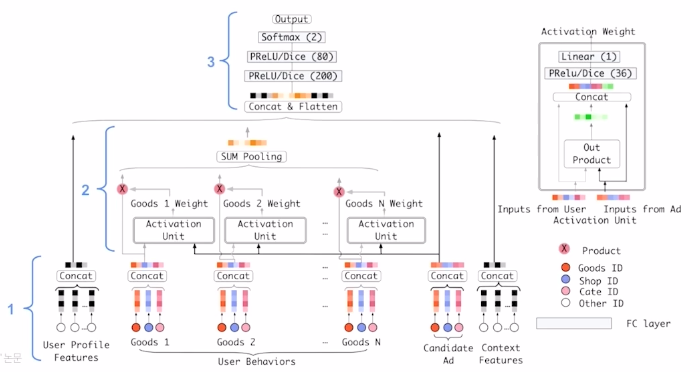 Output
Softmax (2)
PReLU/Dice (80)
PReLU/Dice (200)
Concat & Flatten
3
SUM Pooling
2
X
X
X
Goods 1 Weight
Goods 2 Weight
Goods N Weight
Activation
Unit
Activation
Unit
...
Activation
Unit
1
Concat
Concat
Concat
...
Concat
Concat
Concat
User Profile
Features
Goods 1
Goods 2
...
Goods N
User Behaviors
Candidate
Ad
Context
Features
Activation Weight
Linear (1)
PRelu/Dice (36)
Concat
Out
Product
Inputs from User
Inputs from Ad
Activation Unit
X
Product
Goods ID
Shop ID
Cate ID
Other ID
FC layer
논문